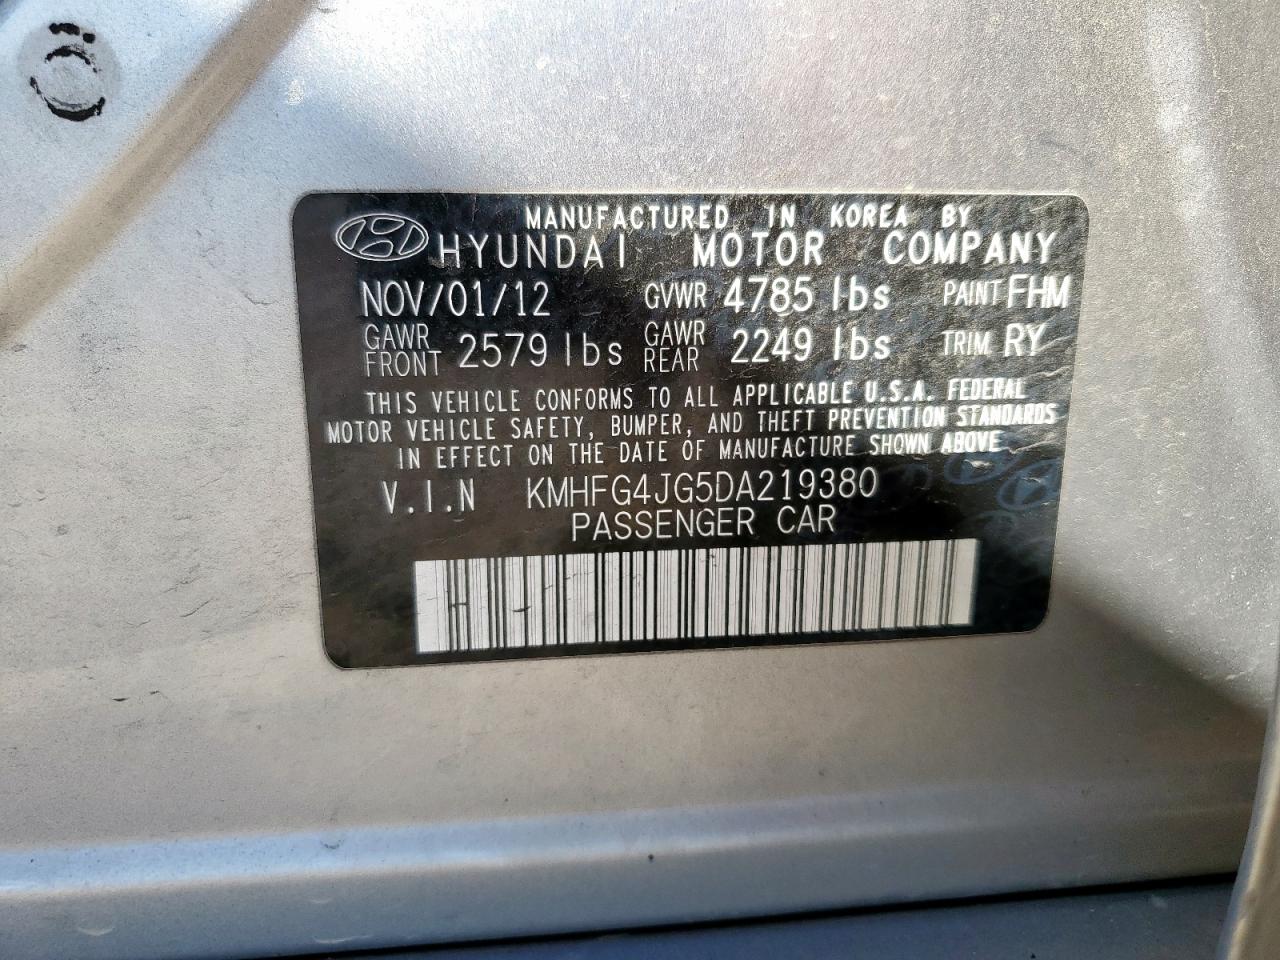 MANUFACTURED IN KOREA BY
HYUNDAI MOTOR COMPANY
NOV/01/12 GVWR 4785 lbs PAINT FHM
GAWR FRONT 2579 lbs GAWR REAR 2249 lbs TRIM RY
THIS VEHICLE CONFORMS TO ALL APPLICABLE U.S.A. FEDERAL
MOTOR VEHICLE SAFETY, BUMPER, AND THEFT PREVENTION STANDARDS
IN EFFECT ON THE DATE OF MANUFACTURE SHOWN ABOVE
V.I.N KMHFG4JG5DA219380
PASSENGER CAR